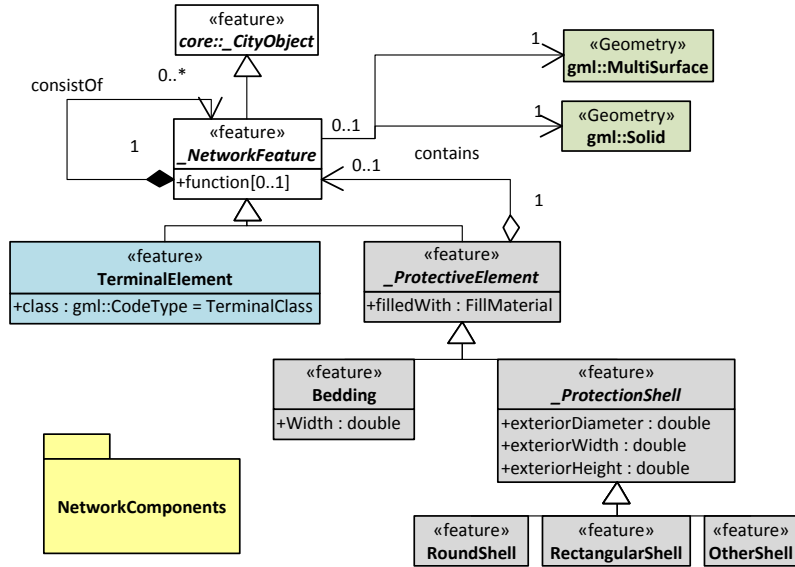 «feature»
core::_CityObject
consistOf
0..*
1
«Geometry»
gml::MultiSurface
«feature»
_NetworkFeature
+function[0..1]
0..1
1
«Geometry»
gml::Solid
1
contains
0..1
1
«feature»
TerminalElement
+class : gml::CodeType = TerminalClass
«feature»
_ProtectiveElement
+filledWith : FillMaterial
«feature»
Bedding
+Width : double
«feature»
_ProtectionShell
+exteriorDiameter : double
+exteriorWidth : double
+exteriorHeight : double
NetworkComponents
«feature»
RoundShell
«feature»
RectangularShell
«feature»
OtherShell